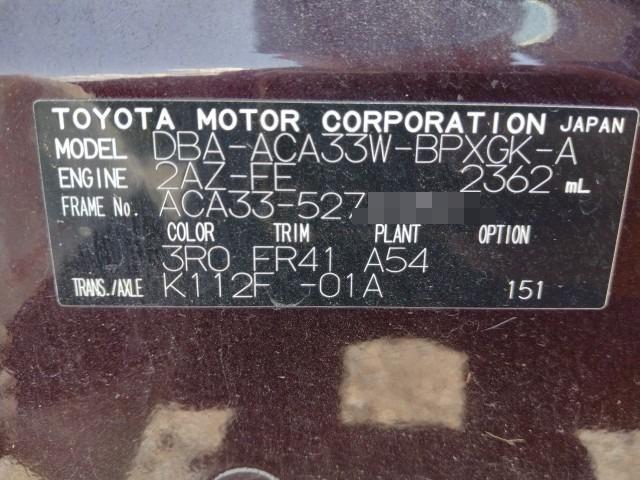 TOYOTA MOTOR CORPORATION JAPAN
MODEL DBA-ACA33W-BPXGK-A
ENGINE 2AZ-FE 2362 mL
FRAME No. ACA33-527
COLOR TRIM PLANT OPTION
3R0 FR41 A54
TRANS./AXLE K112F -01A 151